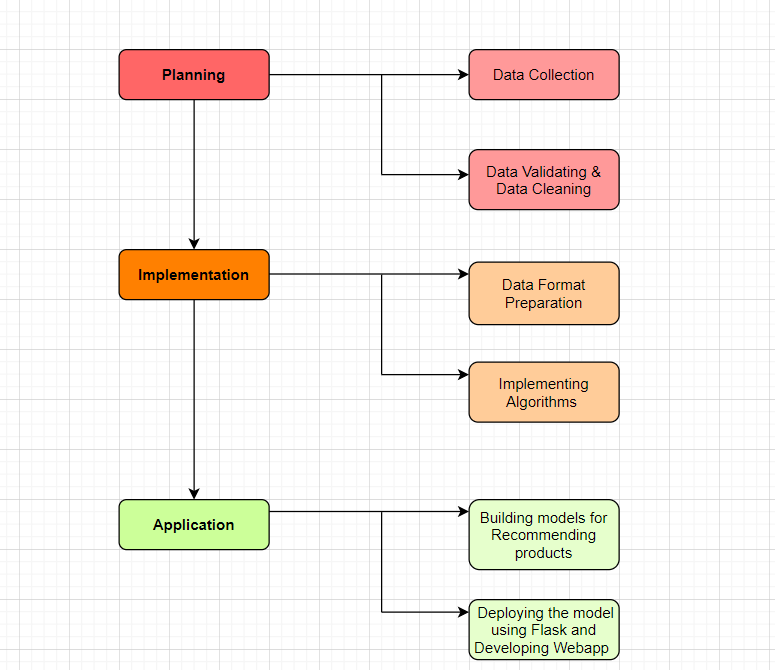 Planning
Data Collection
Data Validating &
Data Cleaning
Implementation
Data Format
Preparation
Implementing
Algorithms
Application
Building models for
Recommending
products
Deploying the model
using Flask and
Developing Webapp